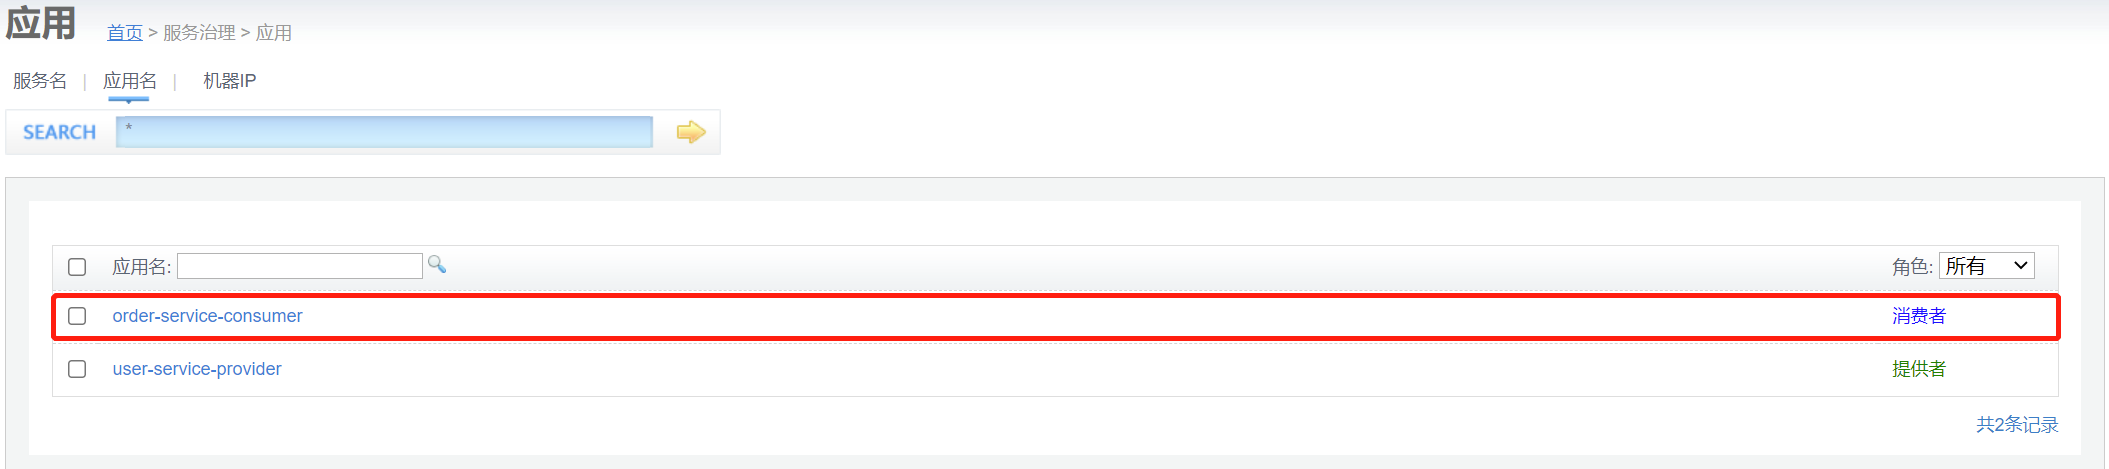 应用 首页 > 服务治理 > 应用
服务名 | 应用名 | 机器IP
SEARCH *
应用名: 角色: 所有
order-service-consumer 消费者
user-service-provider 提供者
共2条记录